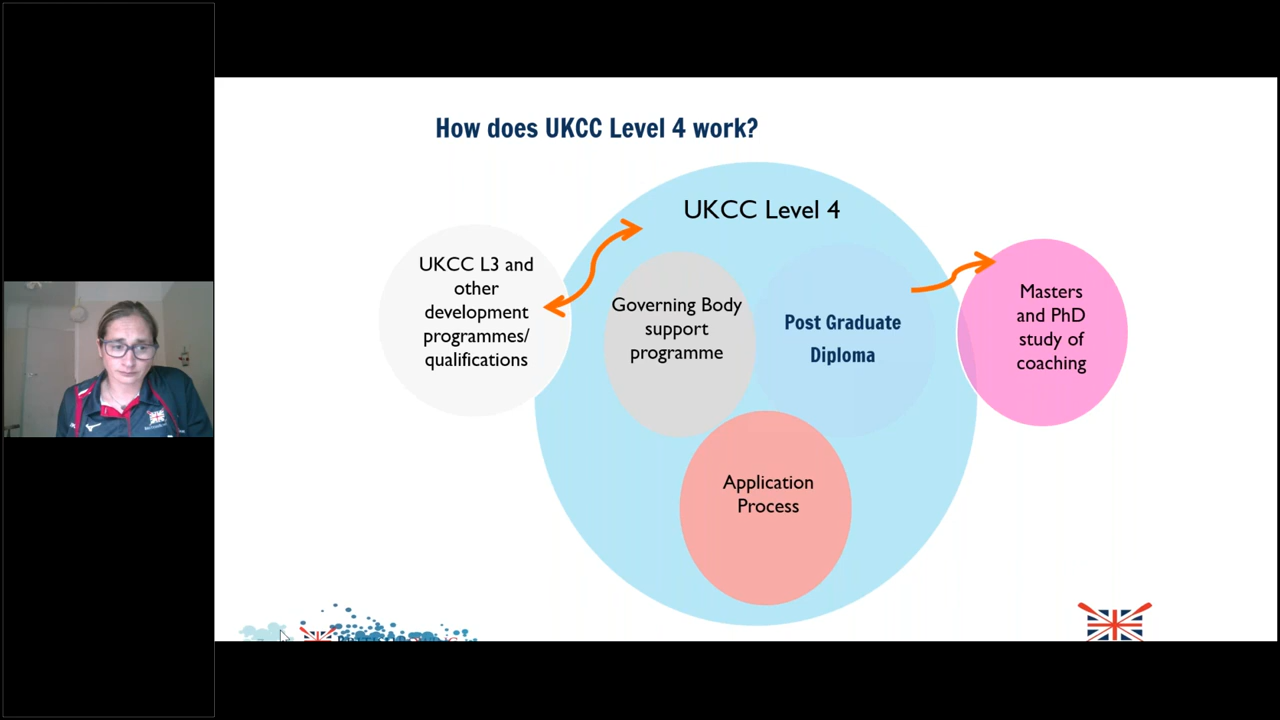 How does UKCC Level 4 work?
UKCC Level 4
UKCC L3 and
other
development
programmes/
qualifications
Governing Body
support
programme
Post Graduate
Diploma
Masters
and PhD
study of
coaching
Application
Process